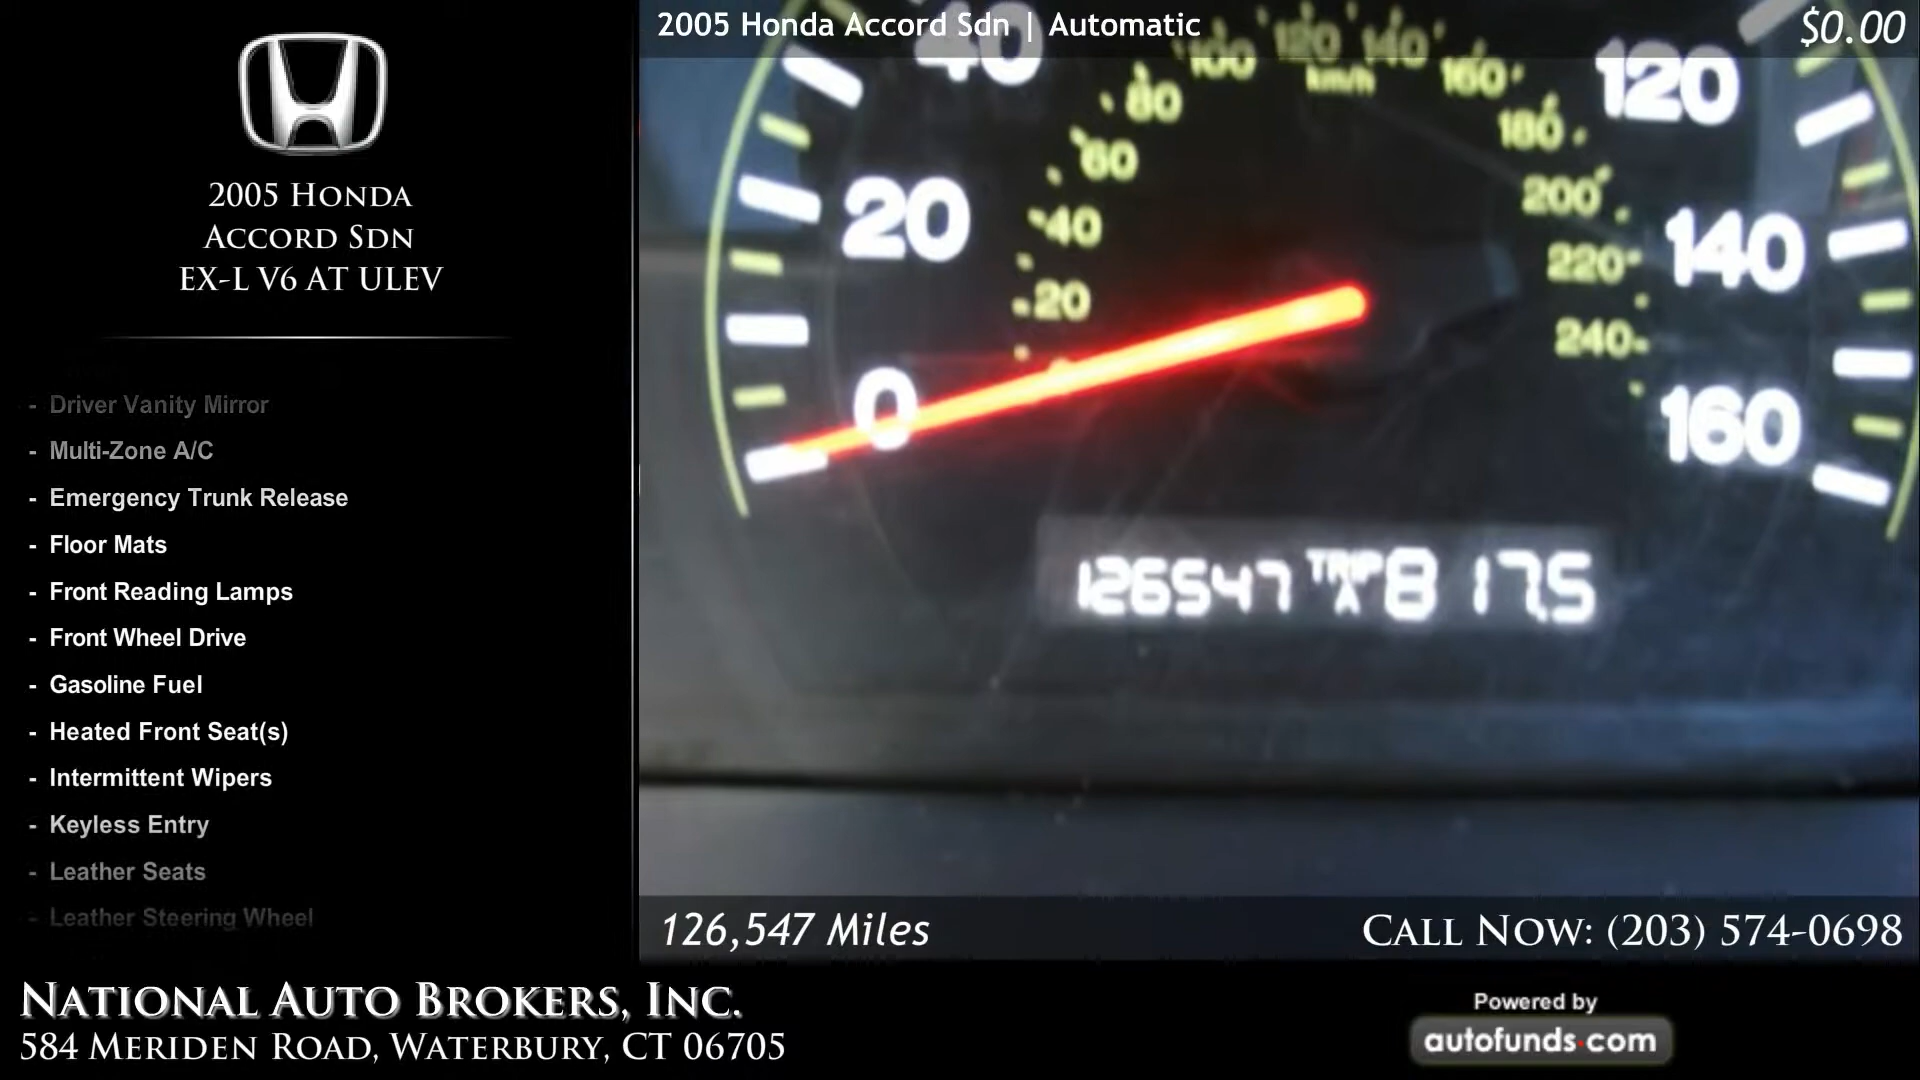 2005 Honda
Accord Sdn
EX-L V6 AT ULEV
- Driver Vanity Mirror
- Multi-Zone A/C
- Emergency Trunk Release
- Floor Mats
- Front Reading Lamps
- Front Wheel Drive
- Gasoline Fuel
- Heated Front Seat(s)
- Intermittent Wipers
- Keyless Entry
- Leather Seats
- Leather Steering Wheel
2005 Honda Accord Sdn | Automatic
$0.00
40
100 120 140
km/h
160
120
80
180
60
20
200
40
140
220
20
240
0
160
126547 TRIP A 817.5
126,547 Miles
Call Now: (203) 574-0698
National Auto Brokers, Inc.
584 Meriden Road, Waterbury, CT 06705
Powered by
autofunds.com